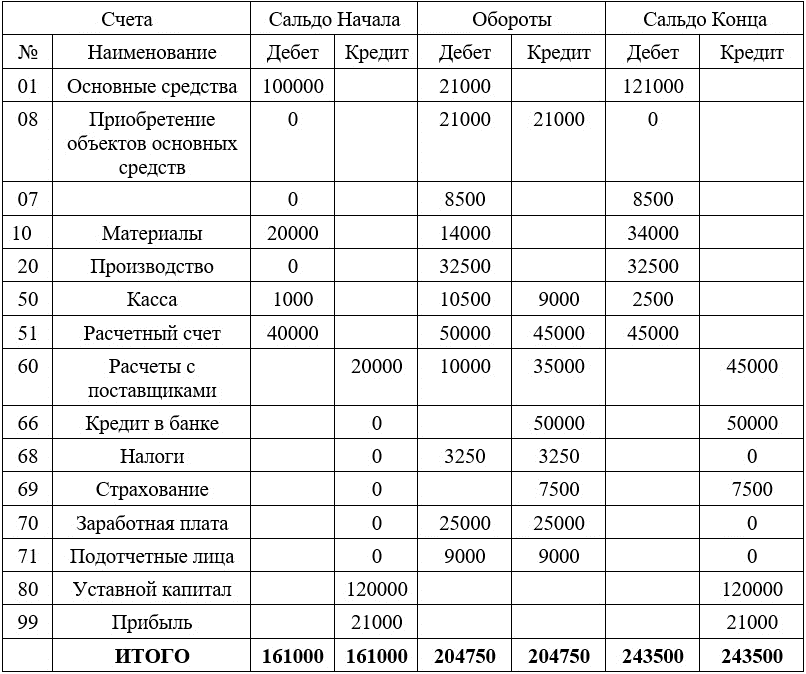 Счета Сальдо Начала Обороты Сальдо Конца
№ Наименование Дебет Кредит Дебет Кредит Дебет Кредит
01 Основные средства 100000 21000 121000
08 Приобретение 0 21000 21000 0
объектов основных
средств
07 0 8500 8500
10 Материалы 20000 14000 34000
20 Производство 0 32500 32500
50 Касса 1000 10500 9000 2500
51 Расчетный счет 40000 50000 45000 45000
60 Расчеты с 20000 10000 35000 45000
поставщиками
66 Кредит в банке 0 50000 50000
68 Налоги 0 3250 3250 0
69 Страхование 0 7500 7500
70 Заработная плата 0 25000 25000 0
71 Подотчетные лица 0 9000 9000 0
80 Уставной капитал 120000 120000
99 Прибыль 21000 21000
ИТОГО 161000 161000 204750 204750 243500 243500